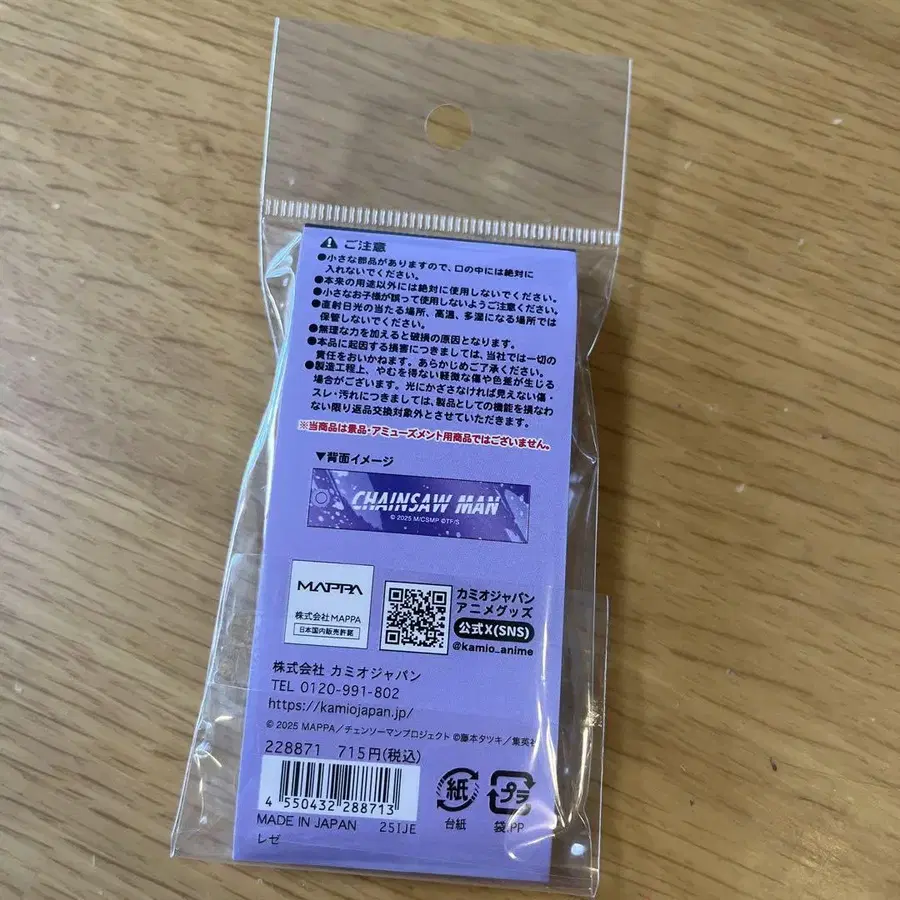 ご注意
●小さな部品がありますので、口の中には絶対に
入れないでください。
●本来の用途以外には絶対に使用しないでください。
●小さなお子様が誤って使用しないようご注意ください。
●直射日光の当たる場所、高温、多湿になる場所では
保管しないでください。
●無理な力を加えると破損の原因となります。
●本品に起因する損害につきましては、当社では一切の
責任をおいかねます。あらかじめご了承ください。
●製造工程上、やむを得ない軽微な傷や色差が生じる
場合がございます。光にかざさなければ見えない傷・
スレ・汚れにつきましては、製品としての機能を損なわ
ない限り返品交換対象外とさせていただきます。
※当商品は景品・アミューズメント用商品ではございません。
▼背面イメージ
CHAINSAW MAN
© 2025 M/CSMP ©TF/S
MAPPA
株式会社MAPPA
日本国内販売許諾
カミオジャパン
アニメグッズ
公式X(SNS)
@kamio_anime
株式会社 カミオジャパン
TEL 0120-991-802
https://kamiojapan.jp/
© 2025 MAPPA／チェンソーマンプロジェクト ©藤本タツキ／集英社
228871 715円(税込)
4 550432 288713
紙
台紙
プラ
袋:PP
MADE IN JAPAN 251JE
レゼ